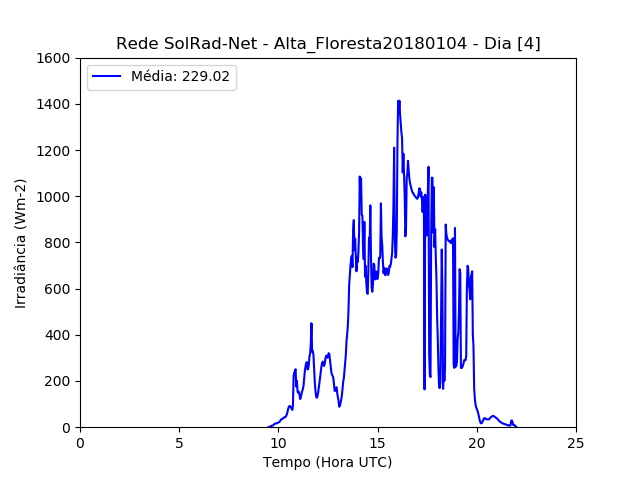 Rede SolRad-Net - Alta_Floresta20180104 - Dia [4]
Média: 229.02
1600
1400
1200
1000
800
600
400
200
0
Irradiância (Wm-2)
0 5 10 15 20 25
Tempo (Hora UTC)